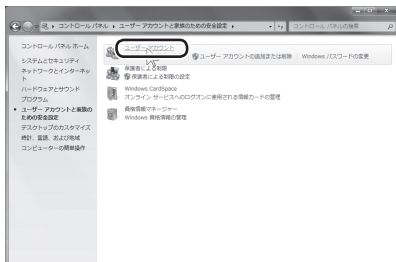 コントロール パネル ▸ ユーザー アカウントと家族のための安全設定 ▸
コントロール パネルの検索
コントロール パネル ホーム
システムとセキュリティ
ネットワークとインターネット
ハードウェアとサウンド
プログラム
• ユーザー アカウントと家族の
ための安全設定
デスクトップのカスタマイズ
時計、言語、および地域
コンピューターの簡単操作
ユーザー アカウント
ユーザー アカウントの追加または削除 | Windows パスワードの変更
保護者による制限
保護者による制限の設定
Windows CardSpace
オンライン サービスへのログオンに使用される情報カードの管理
資格情報マネージャー
Windows 資格情報の管理